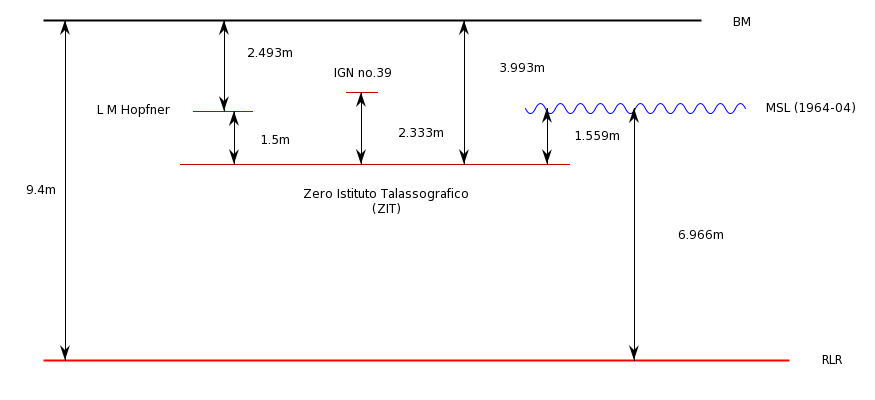 BM
2.493m
3.993m
IGN no.39
L M Hopfner
MSL (1964-04)
2.333m
1.559m
1.5m
9.4m
Zero Istituto Talassografico
(ZIT)
6.966m
RLR